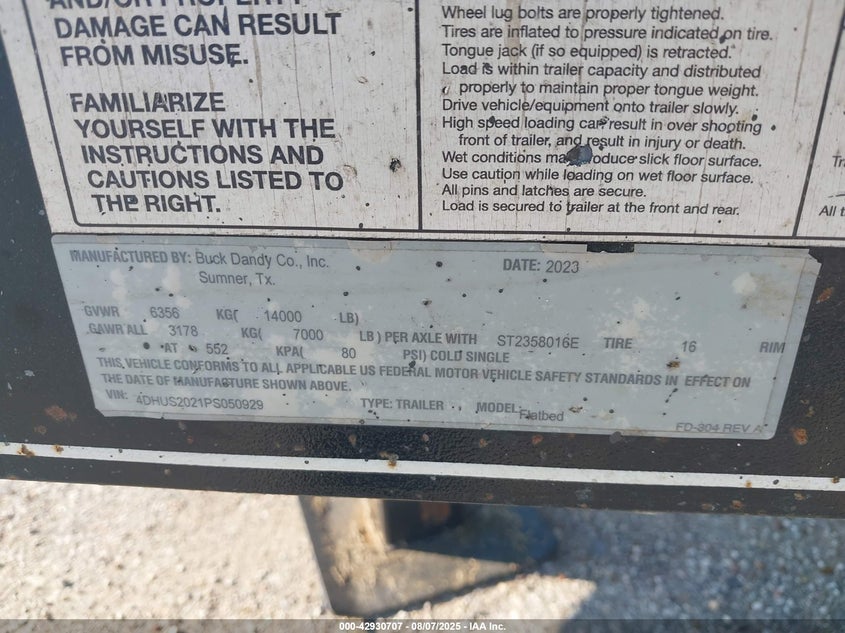 AND/OR PROPERTY
DAMAGE CAN RESULT
FROM MISUSE.
FAMILIARIZE
YOURSELF WITH THE
INSTRUCTIONS AND
CAUTIONS LISTED TO
THE RIGHT.
Wheel lug bolts are properly tightened.
Tires are inflated to pressure indicated on tire.
Tongue jack (if so equipped) is retracted.
Load is within trailer capacity and distributed
properly to maintain proper tongue weight.
Drive vehicle/equipment onto trailer slowly.
High speed loading can result in over shooting
front of trailer, and result in injury or death.
Wet conditions may produce slick floor surface.
Use caution while loading on wet floor surface.
All pins and latches are secure.
Load is secured to trailer at the front and rear.
All t
MANUFACTURED BY: Buck Dandy Co., Inc. DATE: 2023
Sumner, Tx.
GVWR 6356 KG( 14000 LB)
GAWR ALL 3178 KG( 7000 LB) PER AXLE WITH ST2358016E TIRE 16 RIM
AT 552 KPA( 80 PSI) COLD SINGLE
THIS VEHICLE CONFORMS TO ALL APPLICABLE US FEDERAL MOTOR VEHICLE SAFETY STANDARDS IN EFFECT ON
THE DATE OF MANUFACTURE SHOWN ABOVE.
VIN: 4DHUS2021PS050929 TYPE: TRAILER MODEL: Flatbed
FD-304 REV A
000-42930707 - 08/07/2025 - IAA Inc.